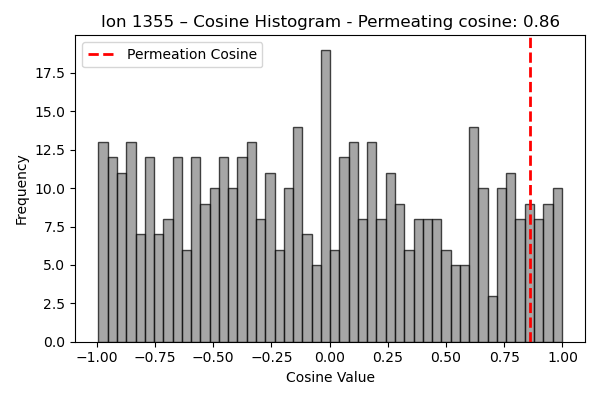 Ion 1355 – Cosine Histogram - Permeating cosine: 0.86
Permeation Cosine
Frequency
17.5
15.0
12.5
10.0
7.5
5.0
2.5
0.0
−1.00 −0.75 −0.50 −0.25 0.00 0.25 0.50 0.75 1.00
Cosine Value